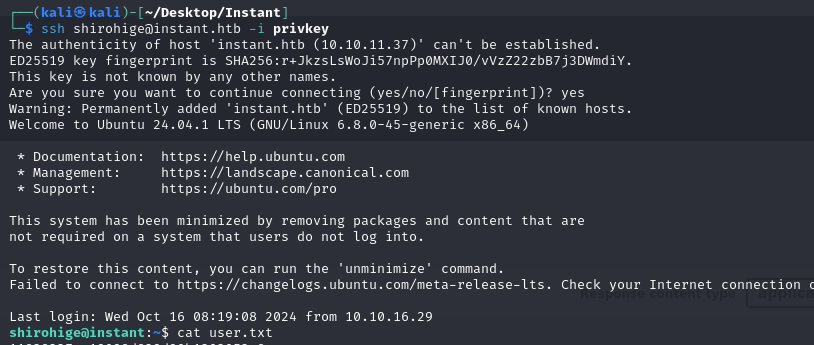 ┌──(kali㉿kali)-[~/Desktop/Instant]
└─$ ssh shirohige@instant.htb -i privkey
The authenticity of host 'instant.htb (10.10.11.37)' can't be established.
ED25519 key fingerprint is SHA256:r+JkzsLsWoJi57npPp0MXIJ0/vVzZ22zbB7j3DWmdiY.
This key is not known by any other names.
Are you sure you want to continue connecting (yes/no/[fingerprint])? yes
Warning: Permanently added 'instant.htb' (ED25519) to the list of known hosts.
Welcome to Ubuntu 24.04.1 LTS (GNU/Linux 6.8.0-45-generic x86_64)
* Documentation: https://help.ubuntu.com
* Management: https://landscape.canonical.com
* Support: https://ubuntu.com/pro
This system has been minimized by removing packages and content that are
not required on a system that users do not log into.
To restore this content, you can run the 'unminimize' command.
Failed to connect to https://changelogs.ubuntu.com/meta-release-lts. Check your Internet connection o
Response content type
applica
Last login: Wed Oct 16 08:19:08 2024 from 10.10.16.29
shirohige@instant:~$ cat user.txt